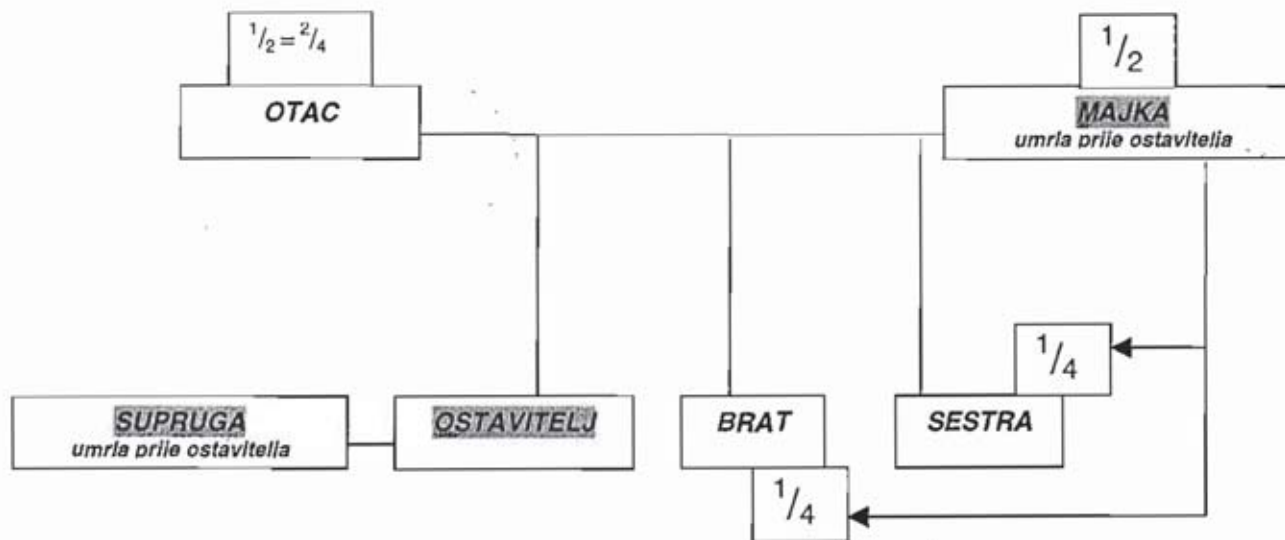 1/2 = 2/4
1/2
OTAC
MAJKA
umrla prije ostavitelja
1/4
SUPRUGA
umrla prije ostavitelja
OSTAVITELJ
BRAT
SESTRA
1/4